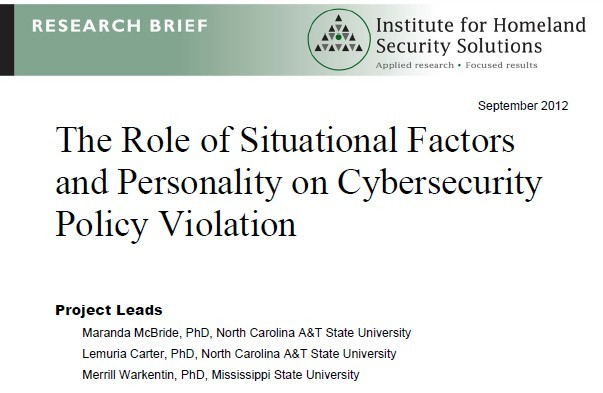 RESEARCH BRIEF
Institute for Homeland
Security Solutions
Applied research • Focused results
September 2012
The Role of Situational Factors
and Personality on Cybersecurity
Policy Violation
Project Leads
Maranda McBride, PhD, North Carolina A&T State University
Lemuria Carter, PhD, North Carolina A&T State University
Merrill Warkentin, PhD, Mississippi State University